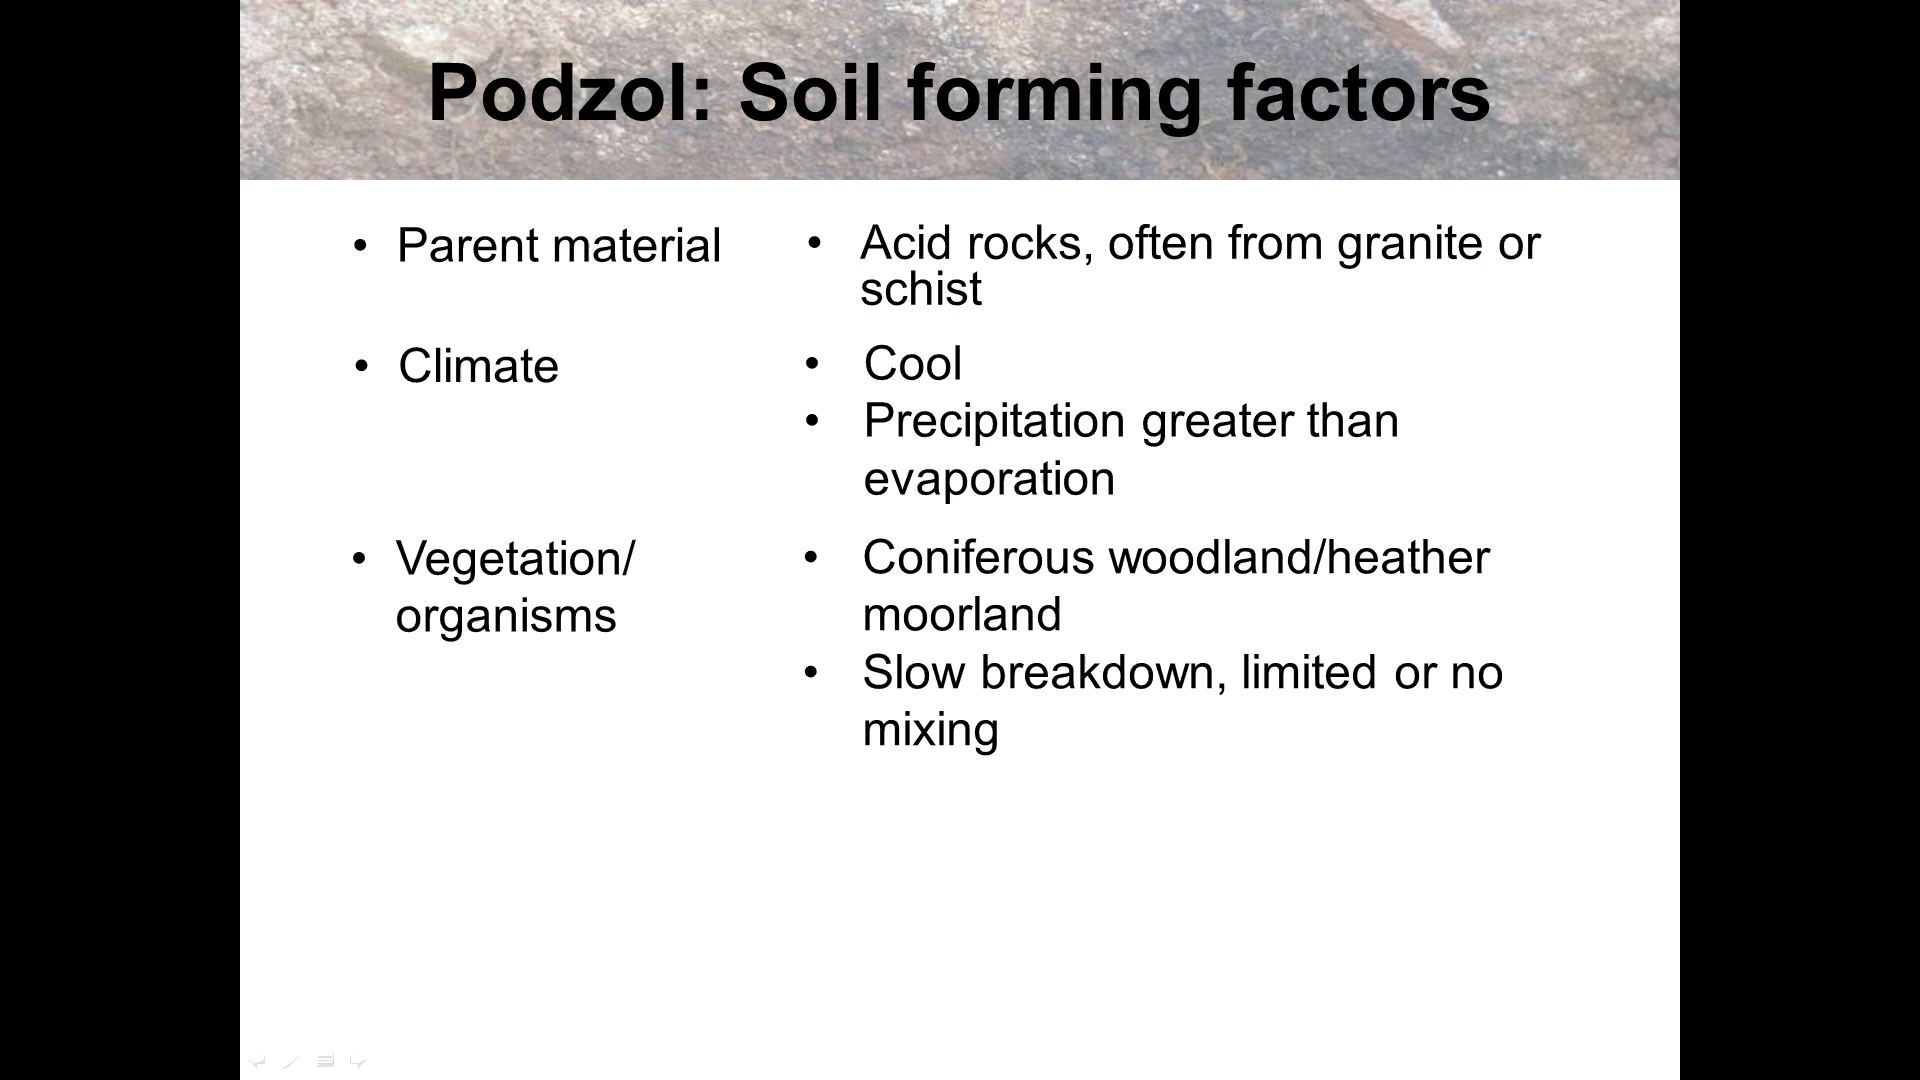 Podzol: Soil forming factors
• Parent material
• Acid rocks, often from granite or
schist
• Climate
• Cool
• Precipitation greater than
evaporation
• Vegetation/
organisms
• Coniferous woodland/heather
moorland
• Slow breakdown, limited or no
mixing